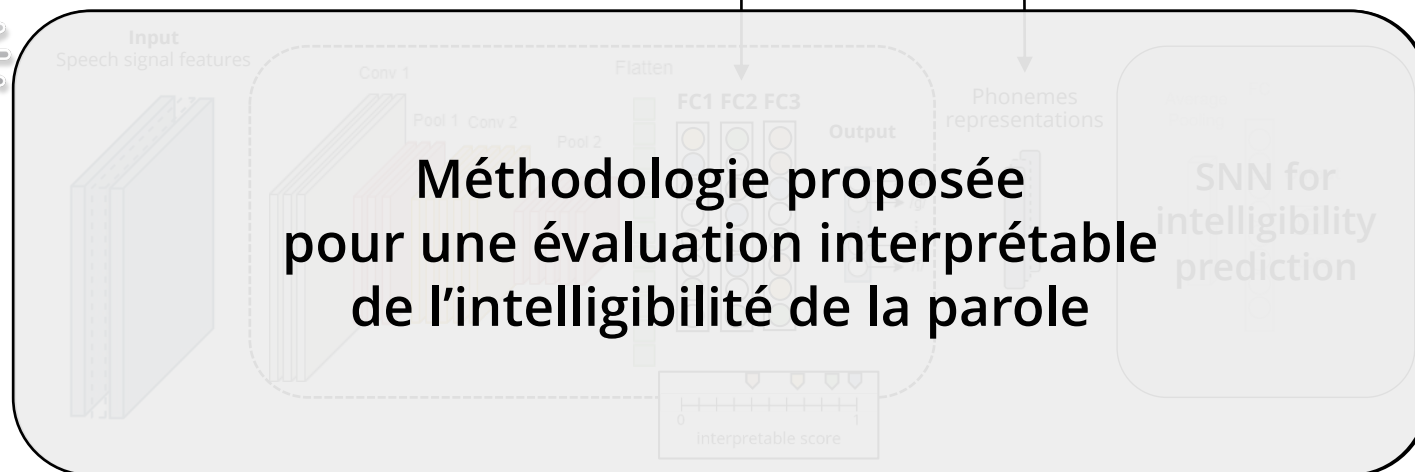 Input
Speech signal features
Conv 1
Pool 1
Conv 2
Pool 2
Flatten
FC1 FC2 FC3
Output
Phonemes
representations
SNN for
intelligibility
prediction
Méthodologie proposée
pour une évaluation interprétable
de l’intelligibilité de la parole
0
1
interpretable score